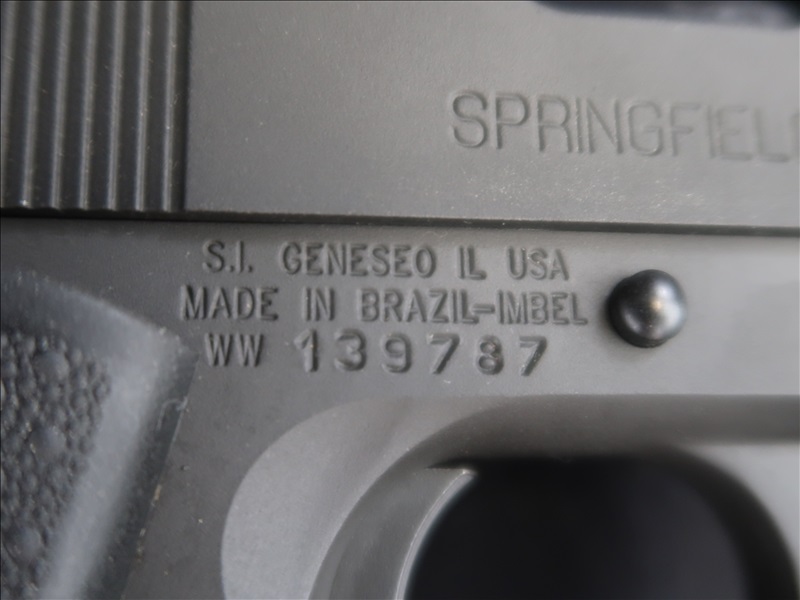 SPRINGFIEL
S.I. GENESEO IL USA
MADE IN BRAZIL-IMBEL
WW 139787